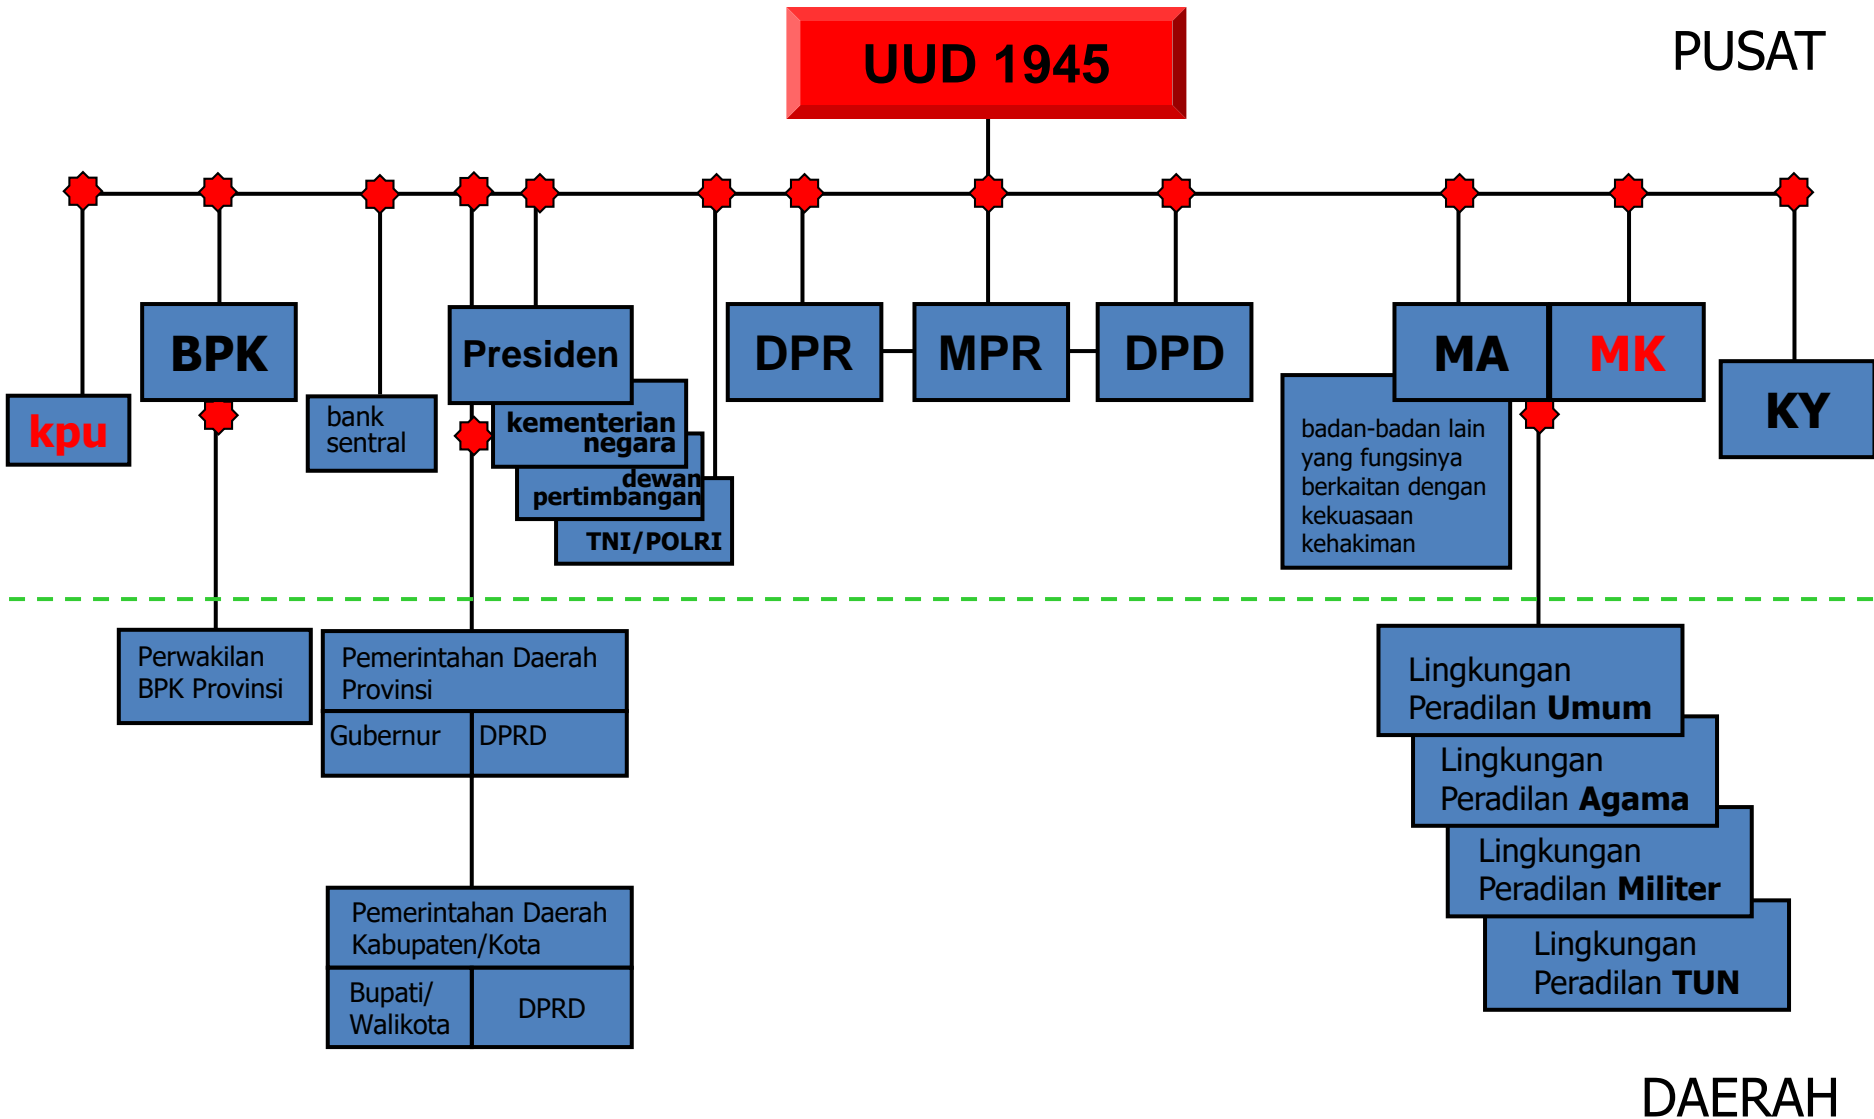 UUD 1945
PUSAT
kpu
BPK
bank
sentral
Presiden
kementerian
negara
dewan
pertimbangan
TNI/POLRI
DPR
MPR
DPD
MA
MK
KY
badan-badan lain
yang fungsinya
berkaitan dengan
kekuasaan
kehakiman
Perwakilan
BPK Provinsi
Pemerintahan Daerah
Provinsi
Gubernur
DPRD
Pemerintahan Daerah
Kabupaten/Kota
Bupati/
Walikota
DPRD
Lingkungan
Peradilan Umum
Lingkungan
Peradilan Agama
Lingkungan
Peradilan Militer
Lingkungan
Peradilan TUN
DAERAH